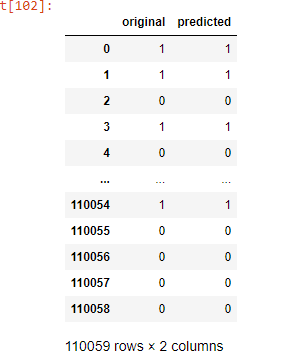 t[102]:
original predicted
0 1 1
1 1 1
2 0 0
3 1 1
4 0 0
... ... ...
110054 1 1
110055 0 0
110056 0 0
110057 0 0
110058 0 0
110059 rows × 2 columns